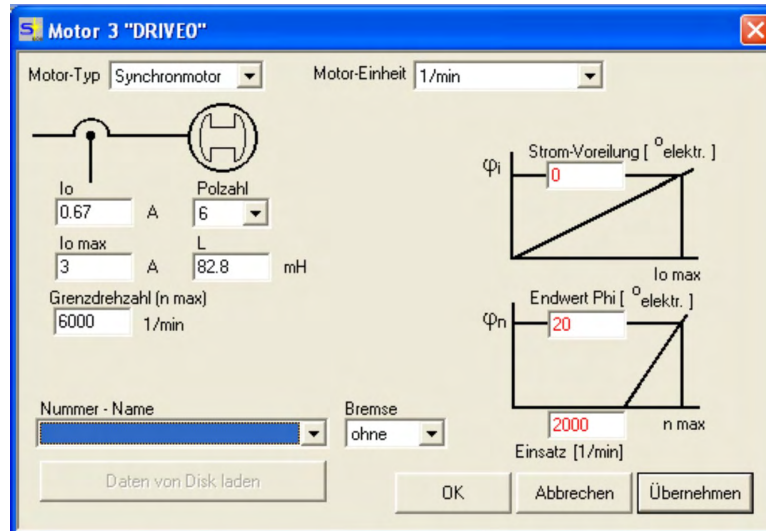 Motor 3 "DRIVE0"
Motor-Typ Synchronmotor Motor-Einheit 1/min
Io Polzahl
0.67 A 6
Io max L
3 A 82.8 mH
Grenzdrehzahl (n max)
6000 1/min
Strom-Voreilung [ °elektr. ]
φi 0
Io max
Endwert Phi [ °elektr. ]
φn 20
2000 n max
Einsatz [1/min]
Nummer - Name Bremse
ohne
Daten von Disk laden
OK Abbrechen Übernehmen